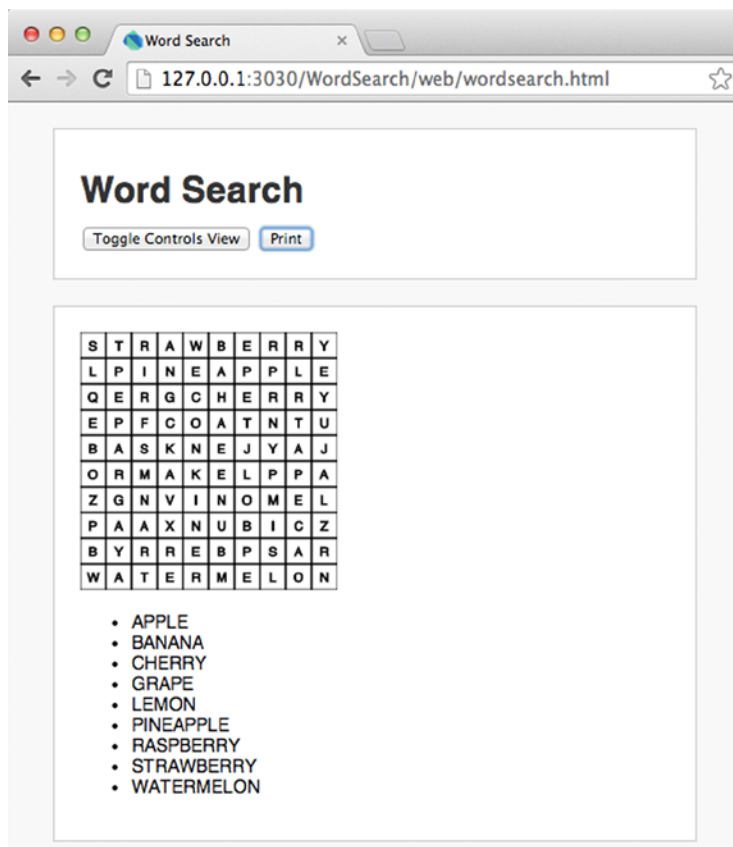 Word Search
127.0.0.1:3030/WordSearch/web/wordsearch.html
Word Search
Toggle Controls View Print
S T R A W B E R R Y
L P I N E A P P L E
Q E R G C H E R R Y
E P F C O A T N T U
B A S K N E J Y A J
O R M A K E L P P A
Z G N V I N O M E L
P A A X N U B I C Z
B Y R R E B P S A R
W A T E R M E L O N
• APPLE
• BANANA
• CHERRY
• GRAPE
• LEMON
• PINEAPPLE
• RASPBERRY
• STRAWBERRY
• WATERMELON